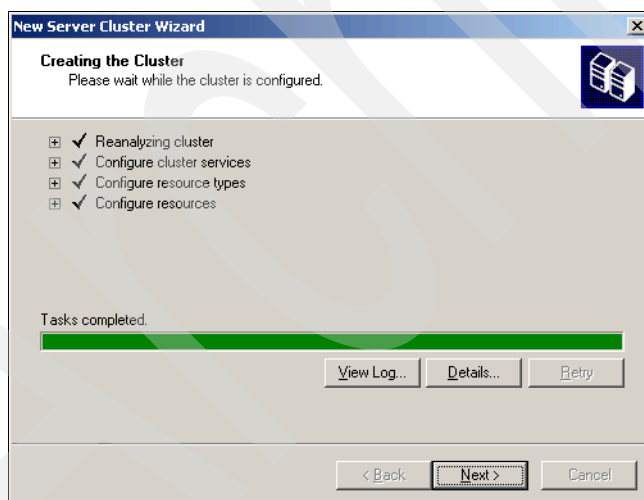 New Server Cluster Wizard
Creating the Cluster
Please wait while the cluster is configured.
Reanalyzing cluster
Configure cluster services
Configure resource types
Configure resources
Tasks completed.
View Log... Details... Retry
< Back Next > Cancel